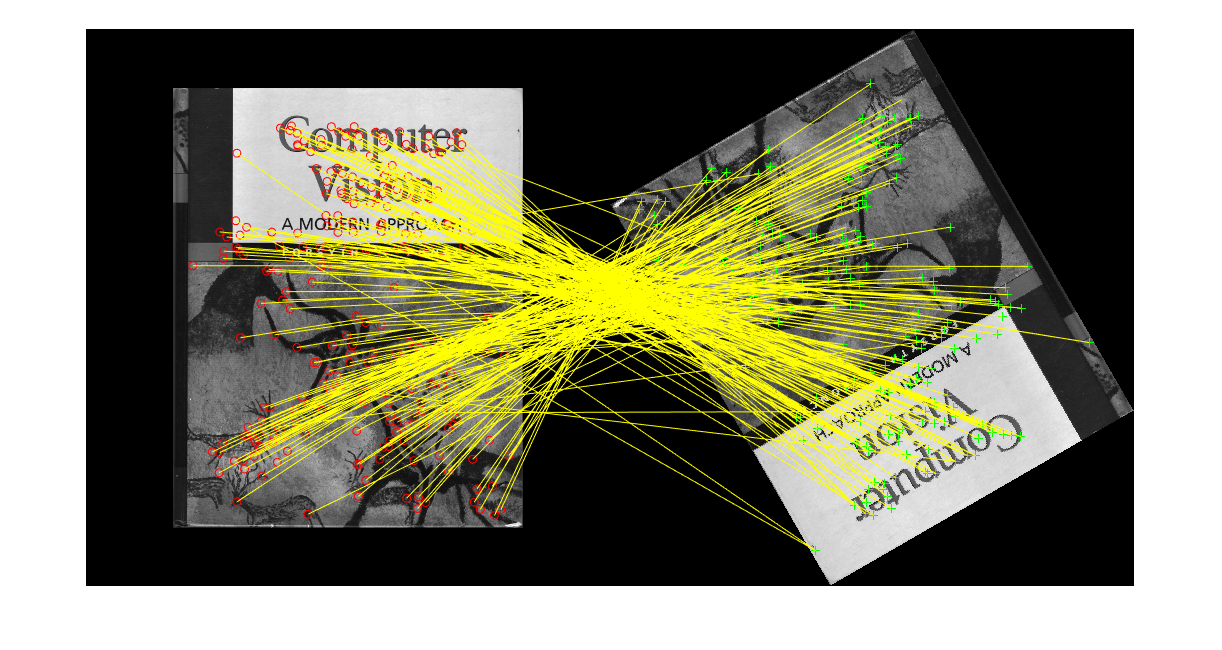 Computer
Vision
A MODERN APPROACH
A MODERN APPROACH
Vision
Computer